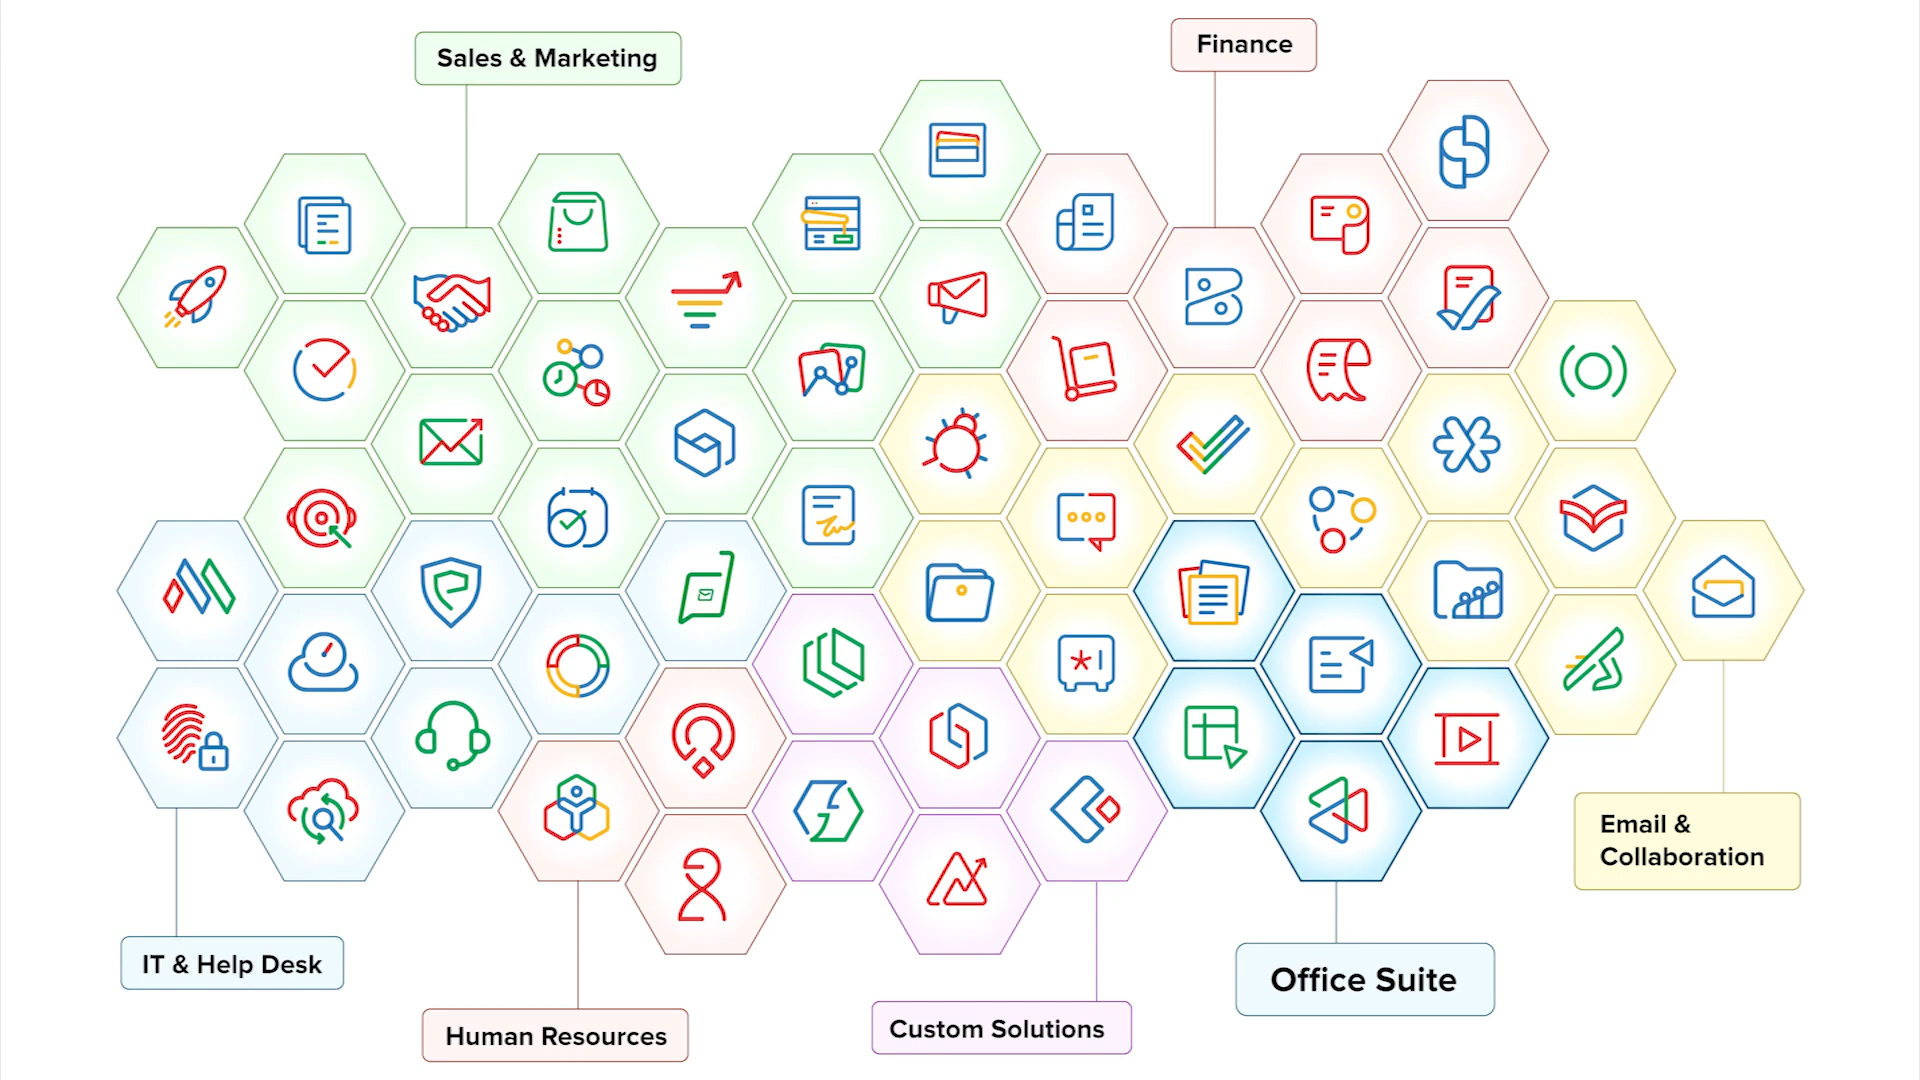 Finance
Sales & Marketing
Email &
Collaboration
IT & Help Desk
Office Suite
Custom Solutions
Human Resources